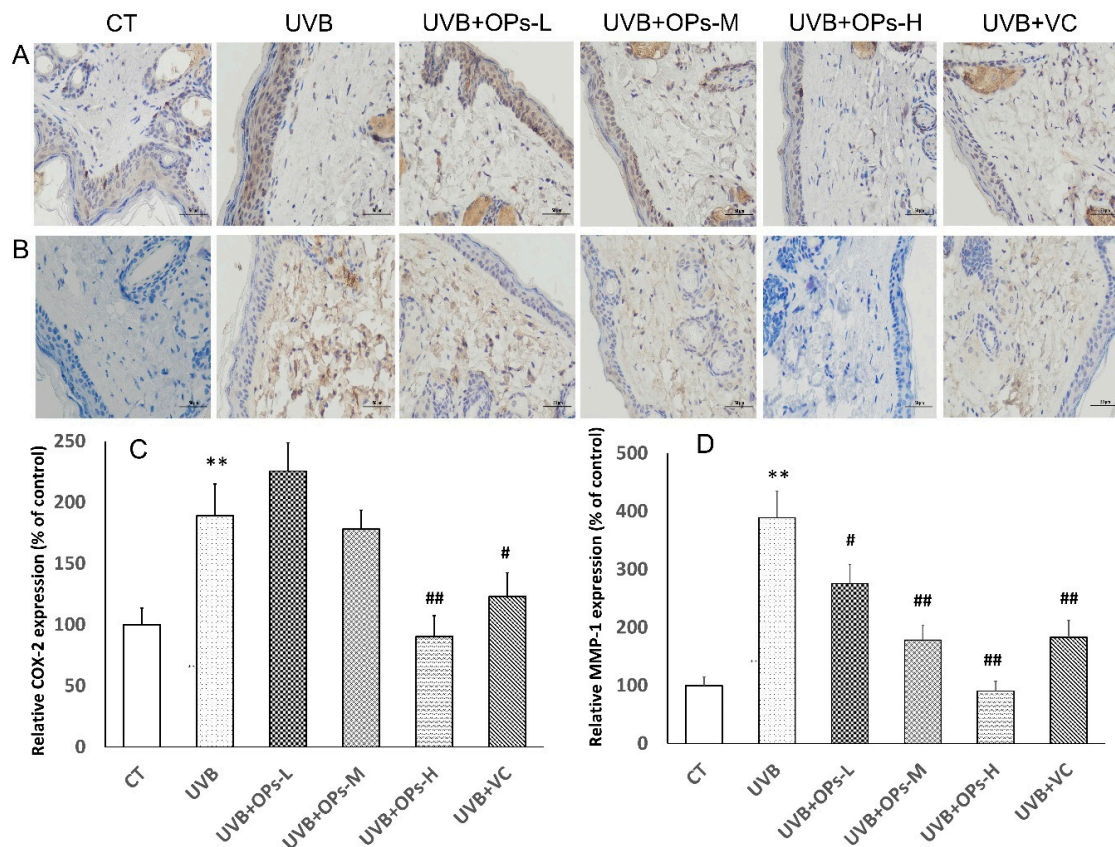 CT UVB UVB+OPs-L UVB+OPs-M UVB+OPs-H UVB+VC
A
B
C
Relative COX-2 expression (% of control)
250
200
150
100
50
0
**
##
#
CT UVB UVB+OPs-L UVB+OPs-M UVB+OPs-H UVB+VC
D
Relative MMP-1 expression (% of control)
500
400
300
200
100
0
**
#
##
##
##
CT UVB UVB+OPs-L UVB+OPs-M UVB+OPs-H UVB+VC